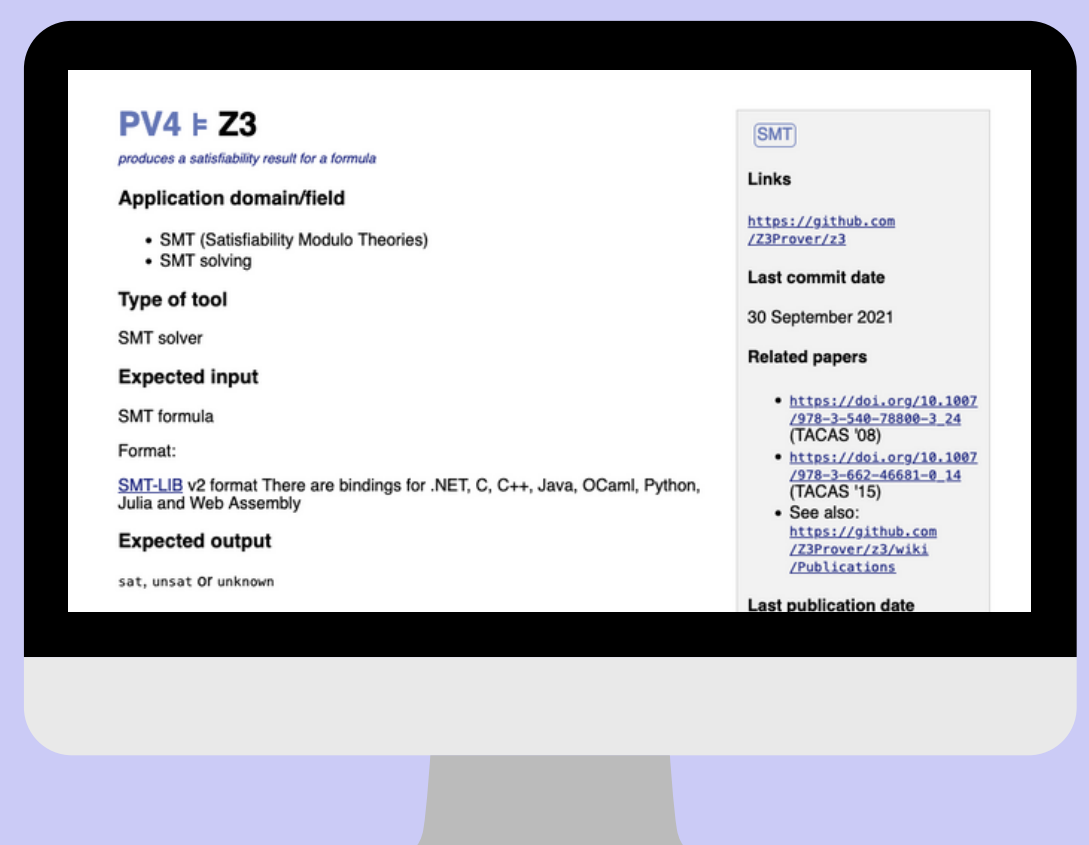 PV4 ⊧ Z3
produces a satisfiability result for a formula
Application domain/field
• SMT (Satisfiability Modulo Theories)
• SMT solving
Type of tool
SMT solver
Expected input
SMT formula
Format:
SMT-LIB v2 format There are bindings for .NET, C, C++, Java, OCaml, Python,
Julia and Web Assembly
Expected output
sat, unsat or unknown
SMT
Links
https://github.com
/Z3Prover/z3
Last commit date
30 September 2021
Related papers
• https://doi.org/10.1007
/978-3-540-78800-3_24
(TACAS '08)
• https://doi.org/10.1007
/978-3-662-46681-0_14
(TACAS '15)
• See also:
https://github.com
/Z3Prover/z3/wiki
/Publications
Last publication date